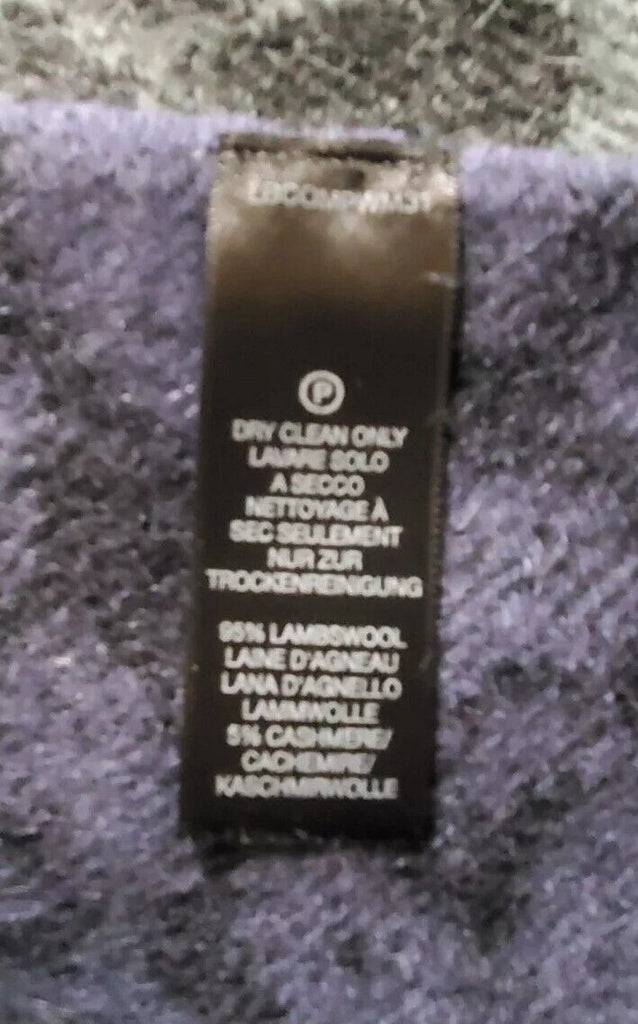 P
DRY CLEAN ONLY
LAVARE SOLO
A SECCO
NETTOYAGE À
SEC SEULEMENT
NUR ZUR
TROCKENREINIGUNG
95% LAMBSWOOL
LAINE D'AGNEAU
LANA D'AGNELLO
LAMMWOLLE
5% CASHMERE/
CACHEMIRE/
KASCHMIRWOLLE